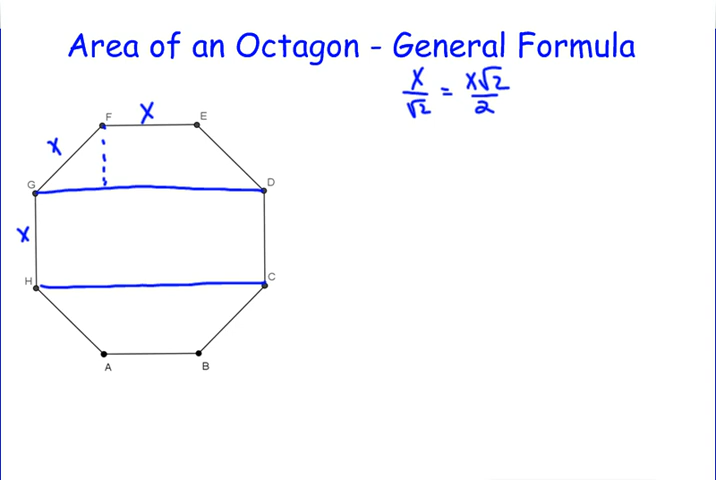 Area of an Octagon - General Formula
x/√2 = x√2/2
F X E
x
G D
x
H C
A B